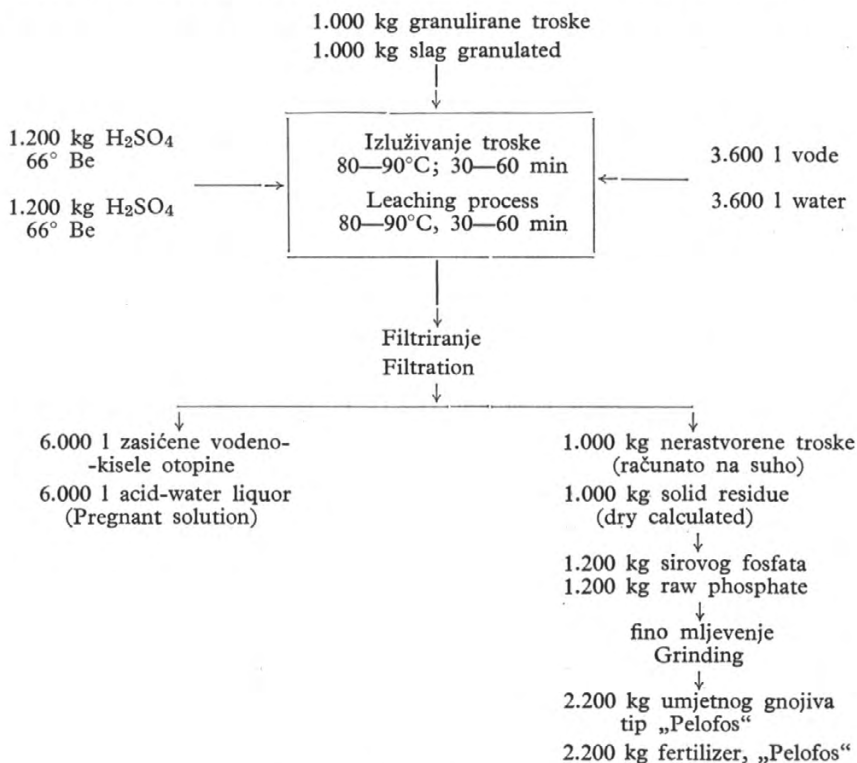 1.000 kg granulirane troske
1.000 kg slag granulated
1.200 kg H₂SO₄
66° Be
1.200 kg H₂SO₄
66° Be
Izluživanje troske
80—90°C; 30—60 min
Leaching process
80—90°C, 30—60 min
3.600 l vode
3.600 l water
Filtriranje
Filtration
6.000 l zasićene vodeno-
-kisele otopine
6.000 l acid-water liquor
(Pregnant solution)
1.000 kg nerastvorene troske
(računato na suho)
1.000 kg solid residue
(dry calculated)
1.200 kg sirovog fosfata
1.200 kg raw phosphate
fino mljevenje
Grinding
2.200 kg umjetnog gnojiva
tip „Pelofos“
2.200 kg fertilizer, „Pelofos“